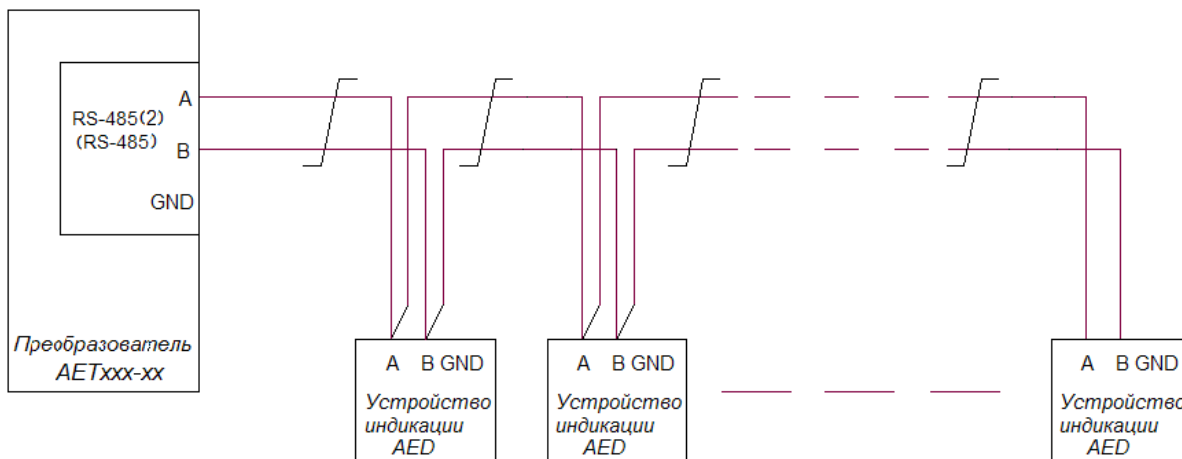 A
RS-485(2)
(RS-485)
B
GND
Преобразователь
AETxxx-xx
A B GND
Устройство
индикации
AED
A B GND
Устройство
индикации
AED
A B GND
Устройство
индикации
AED